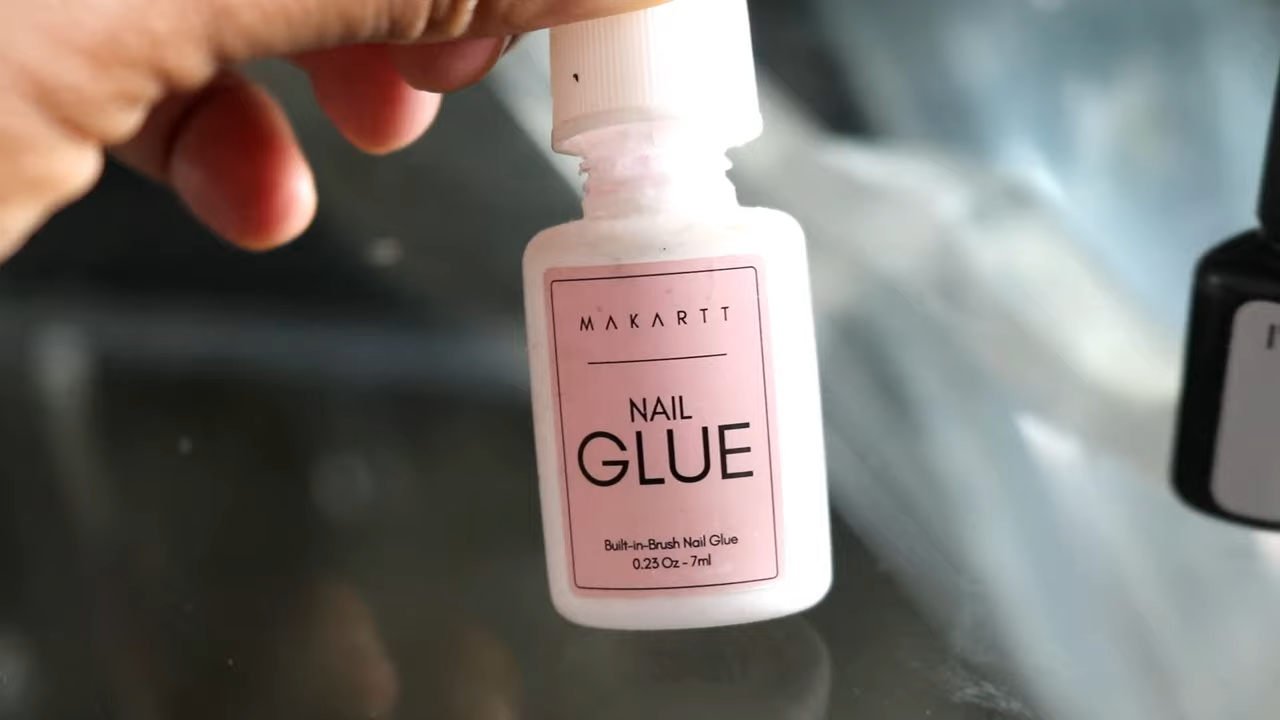 MAKARTT
NAIL
GLUE
Built-in-Brush Nail Glue
0.23 Oz - 7ml